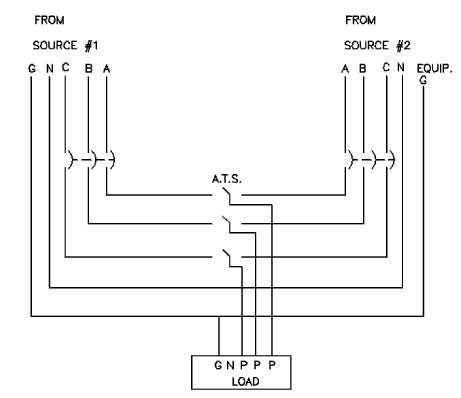 FROM
SOURCE #1
G N C B A
FROM
SOURCE #2
A B C N EQUIP.
G
A.T.S.
G N P P P
LOAD